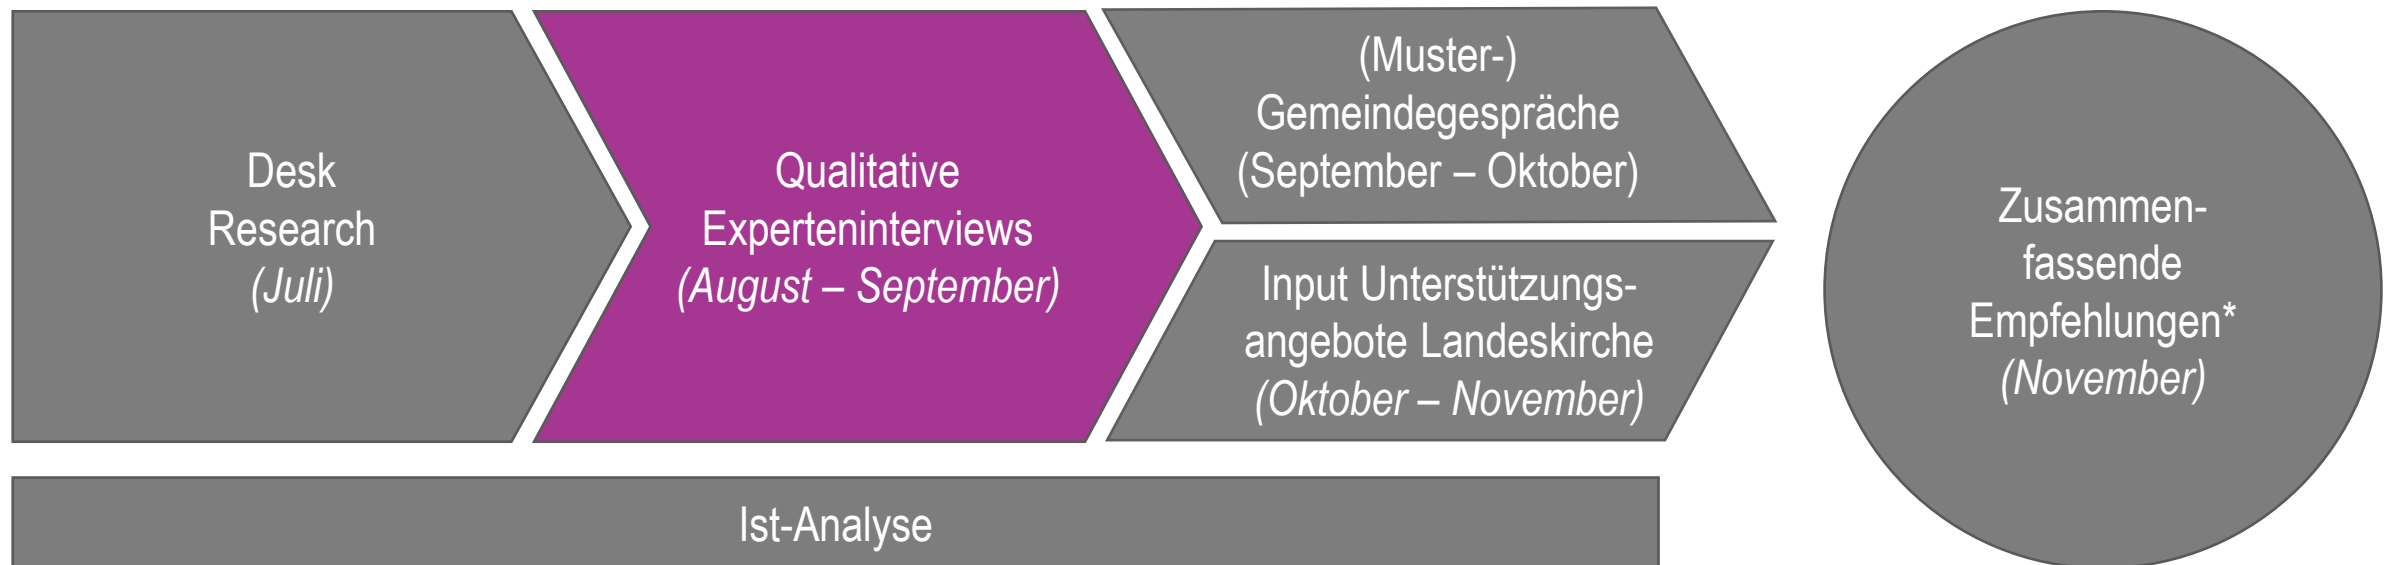 Desk
Research
(Juli)
Qualitative
Experteninterviews
(August – September)
(Muster-)
Gemeindegespräche
(September – Oktober)
Input Unterstützungs-
angebote Landeskirche
(Oktober – November)
Zusammen-
fassende
Empfehlungen*
(November)
Ist-Analyse